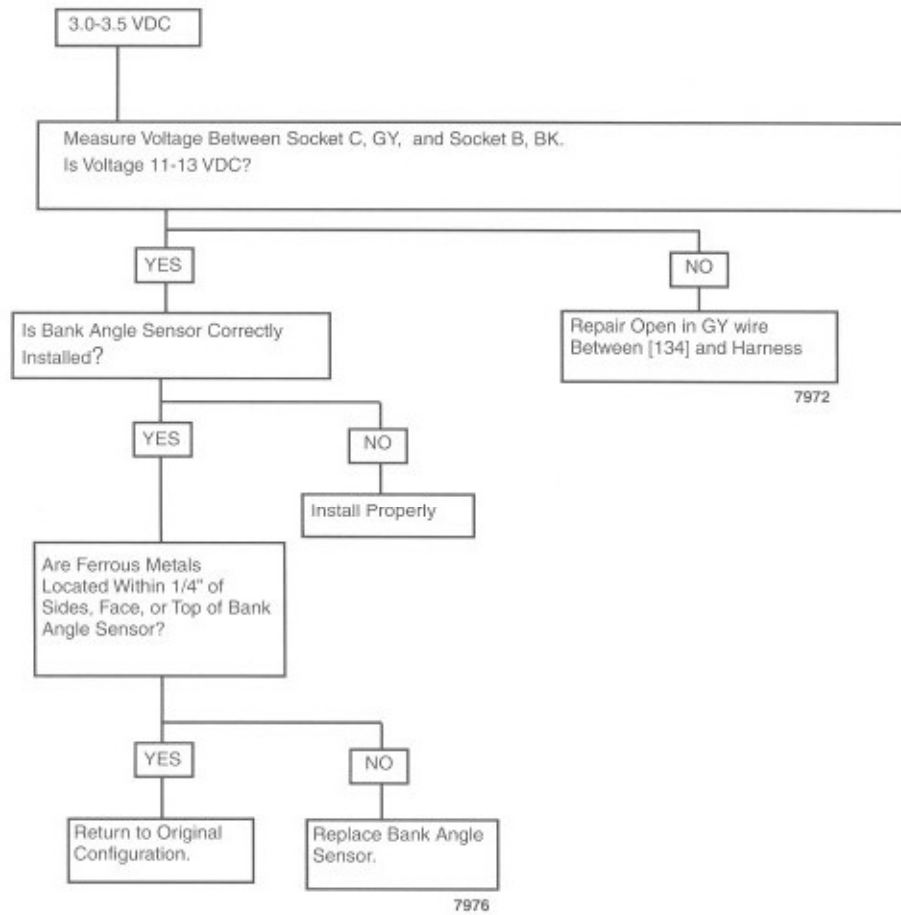 3.0-3.5 VDC
Measure Voltage Between Socket C, GY, and Socket B, BK.
Is Voltage 11-13 VDC?
YES
NO
Is Bank Angle Sensor Correctly
Installed?
Repair Open in GY wire
Between [134] and Harness
7972
YES
NO
Install Properly
Are Ferrous Metals
Located Within 1/4" of
Sides, Face, or Top of Bank
Angle Sensor?
YES
NO
Return to Original
Configuration.
Replace Bank Angle
Sensor.
7976